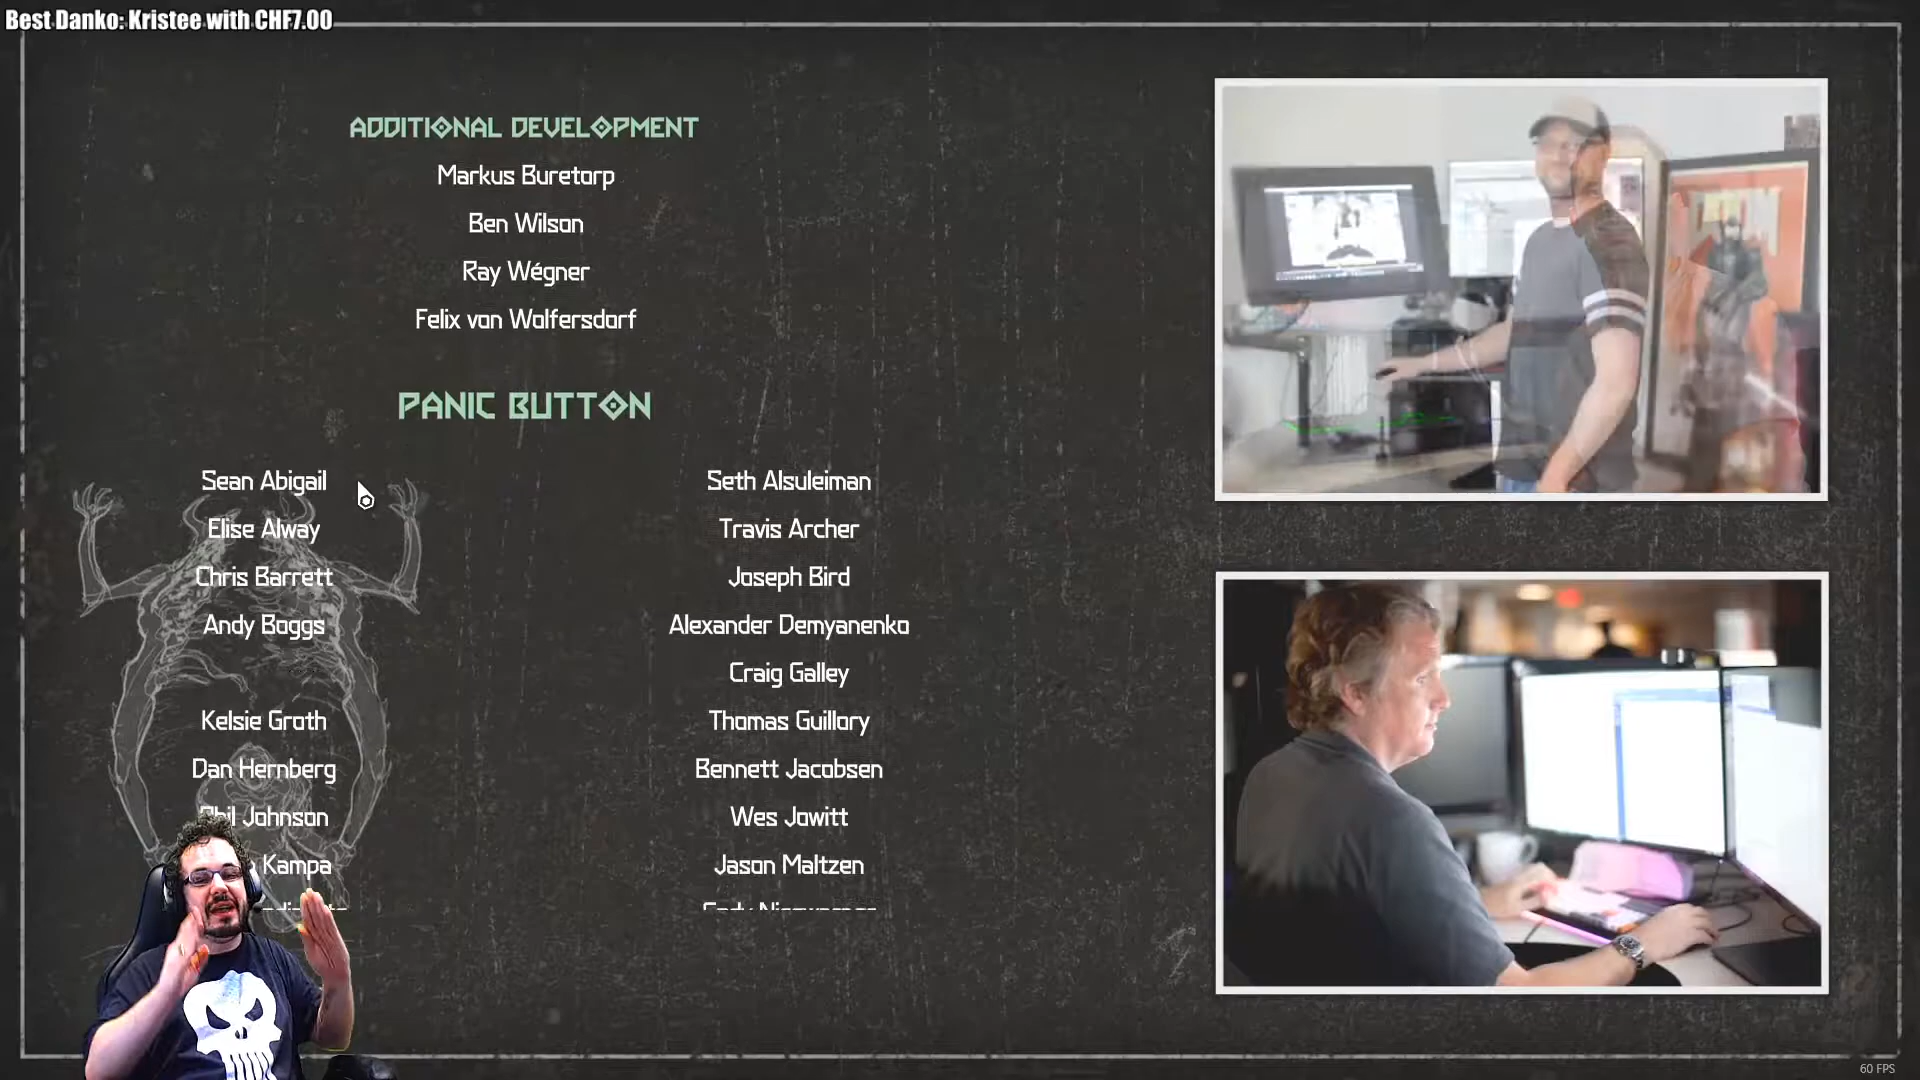 Best Danko: Kristee with CHF7.00
ADDITIONAL DEVELOPMENT
Markus Buretorp
Ben Wilson
Ray Wégner
Felix von Wolfersdorf
PANIC BUTTON
Sean Abigail
Seth Alsuleiman
Elise Alway
Travis Archer
Chris Barrett
Joseph Bird
Andy Boggs
Alexander Demyanenko
Craig Galley
Kelsie Groth
Thomas Guillory
Dan Hernberg
Bennett Jacobsen
Phil Johnson
Wes Jowitt
Kampa
Jason Maltzen
60 FPS